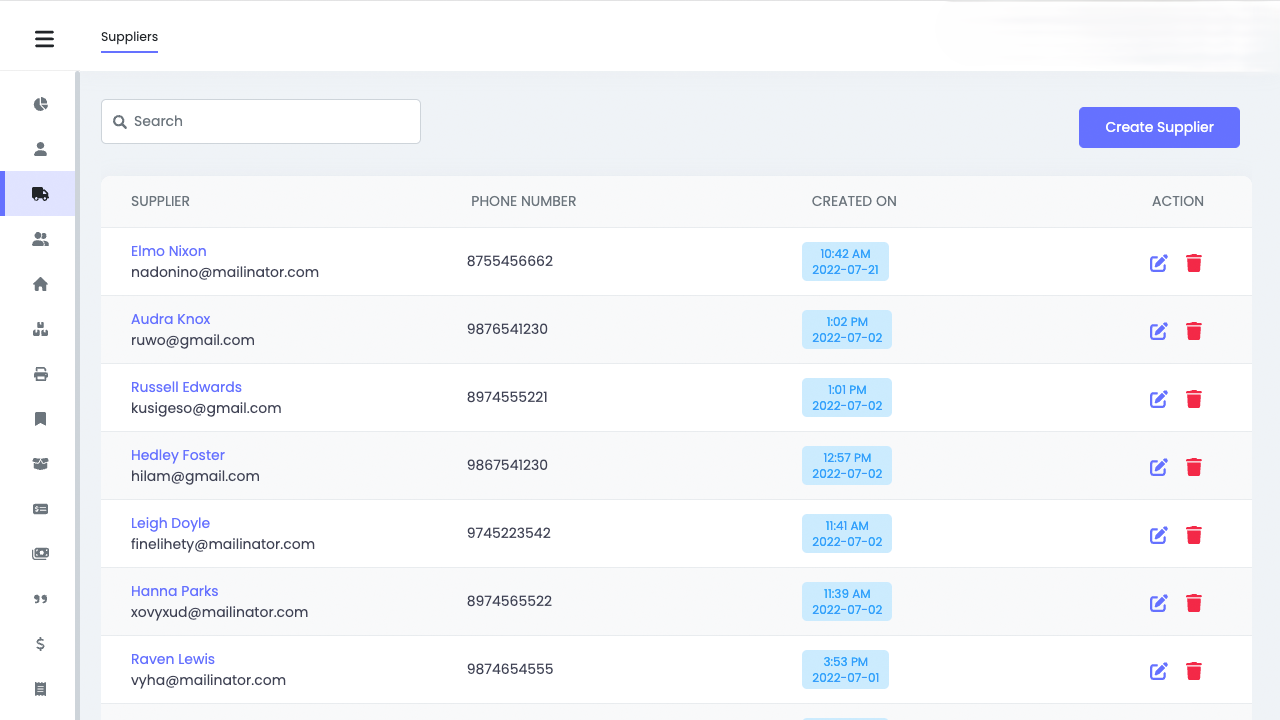 Suppliers
Search
Create Supplier
SUPPLIER PHONE NUMBER CREATED ON ACTION
Elmo Nixon
nadonino@mailinator.com
8755456662
10:42 AM
2022-07-21
Audra Knox
ruwo@gmail.com
9876541230
1:02 PM
2022-07-02
Russell Edwards
kusigeso@gmail.com
8974555221
1:01 PM
2022-07-02
Hedley Foster
hilam@gmail.com
9867541230
12:57 PM
2022-07-02
Leigh Doyle
finelihety@mailinator.com
9745223542
11:41 AM
2022-07-02
Hanna Parks
xovyxud@mailinator.com
8974565522
11:39 AM
2022-07-02
Raven Lewis
vyha@mailinator.com
9874654555
3:53 PM
2022-07-01